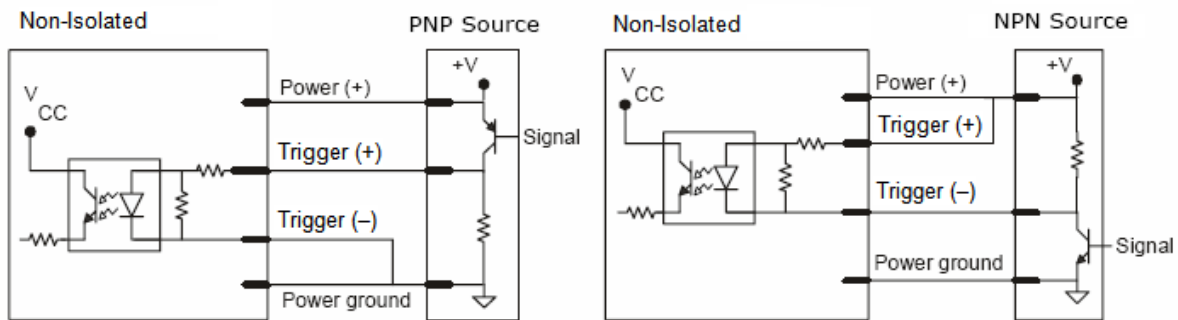 Non-Isolated
PNP Source
+V
Power (+)
V
CC
Signal
Trigger (+)
Trigger (–)
Power ground
Non-Isolated
NPN Source
+V
Power (+)
V
CC
Trigger (+)
Trigger (–)
Signal
Power ground